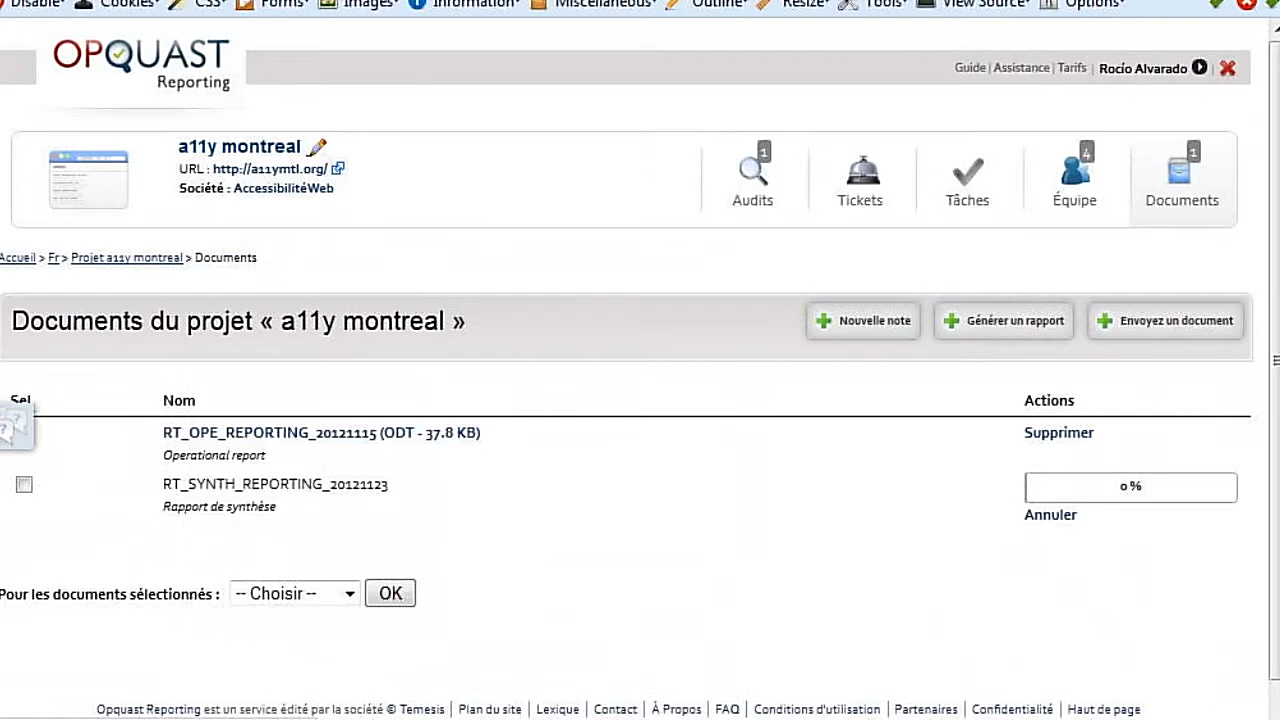 Disable Cookies CSS Forms Images Information Miscellaneous Outline Resize Tools View Source Options
OPQUAST
Reporting
Guide | Assistance | Tarifs | Rocío Alvarado |
a11y montreal
URL : http://a11ymtl.org/
Société : AccessibilitéWeb
1
Audits
Tickets
Tâches
4
Équipe
1
Documents
Accueil > Fr > Projet a11y montreal > Documents
Documents du projet « a11y montreal »
Nouvelle note
Générer un rapport
Envoyez un document
Sel Nom Actions
RT_OPE_REPORTING_20121115 (ODT - 37.8 KB) Supprimer
Operational report
RT_SYNTH_REPORTING_20121123 0 %
Rapport de synthèse
Annuler
Pour les documents sélectionnés : -- Choisir -- OK
Opquast Reporting est un service édité par la société © Temesis | Plan du site | Lexique | Contact | À Propos | FAQ | Conditions d'utilisation | Partenaires | Confidentialité | Haut de page